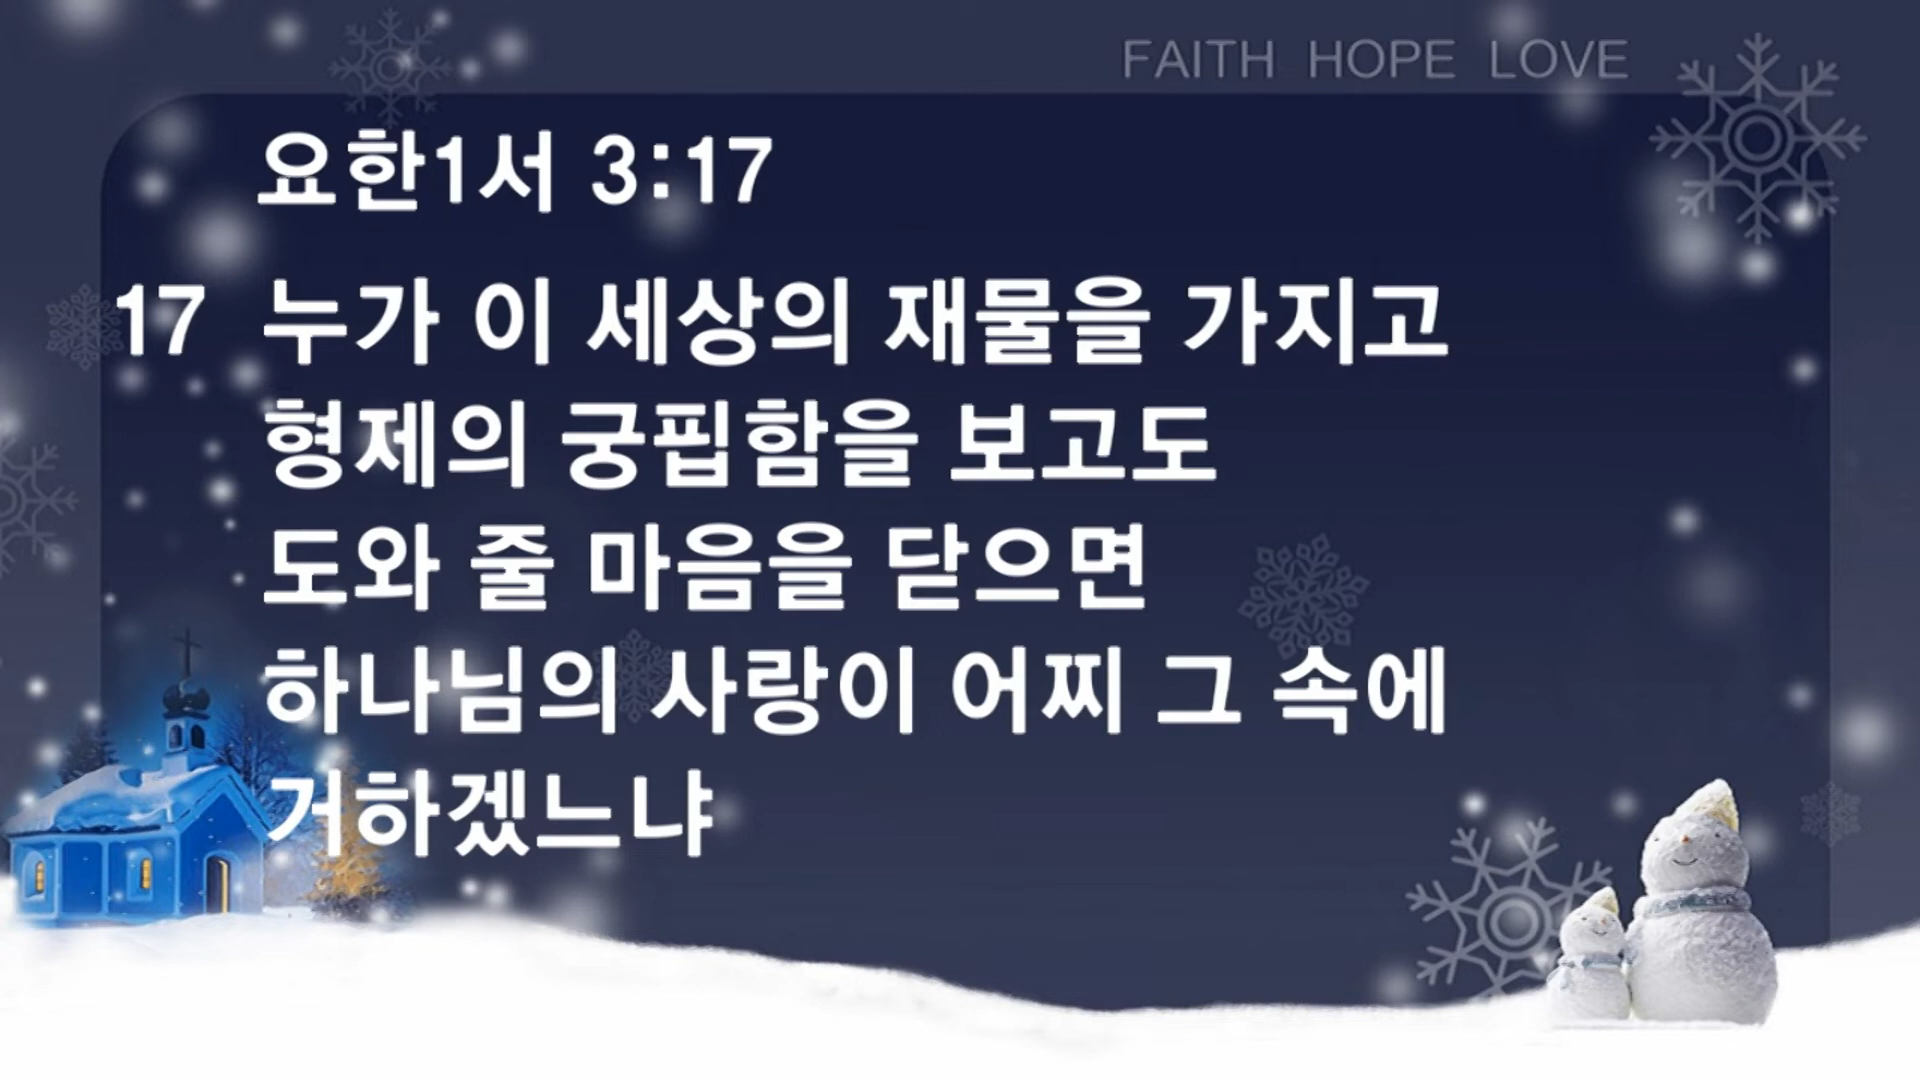 FAITH HOPE LOVE
요한1서 3:17
17 누가 이 세상의 재물을 가지고
형제의 궁핍함을 보고도
도와 줄 마음을 닫으면
하나님의 사랑이 어찌 그 속에
거하겠느냐